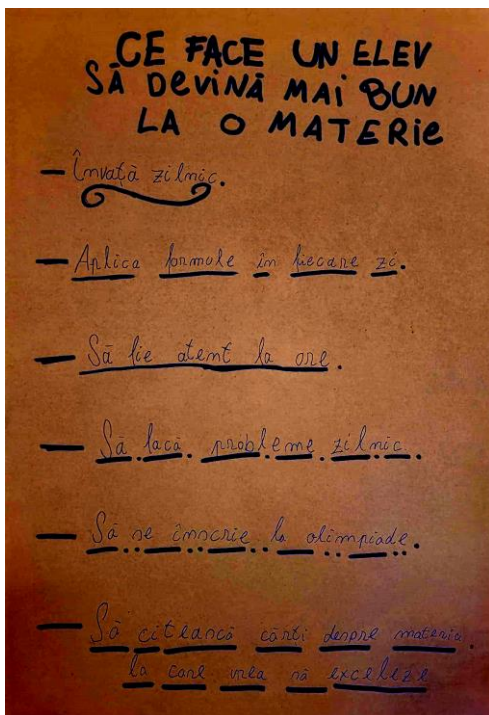 CE FACE UN ELEV
SĂ DEVINĂ MAI BUN
LA O MATERIE
— Învață zilnic.
— Aplica formule în fiecare zi.
— Să fie atent la ore.
— Să facă probleme zilnic.
— Să se înscrie la olimpiade.
— Să citească cărți despre materia
la care vrea să exceleze